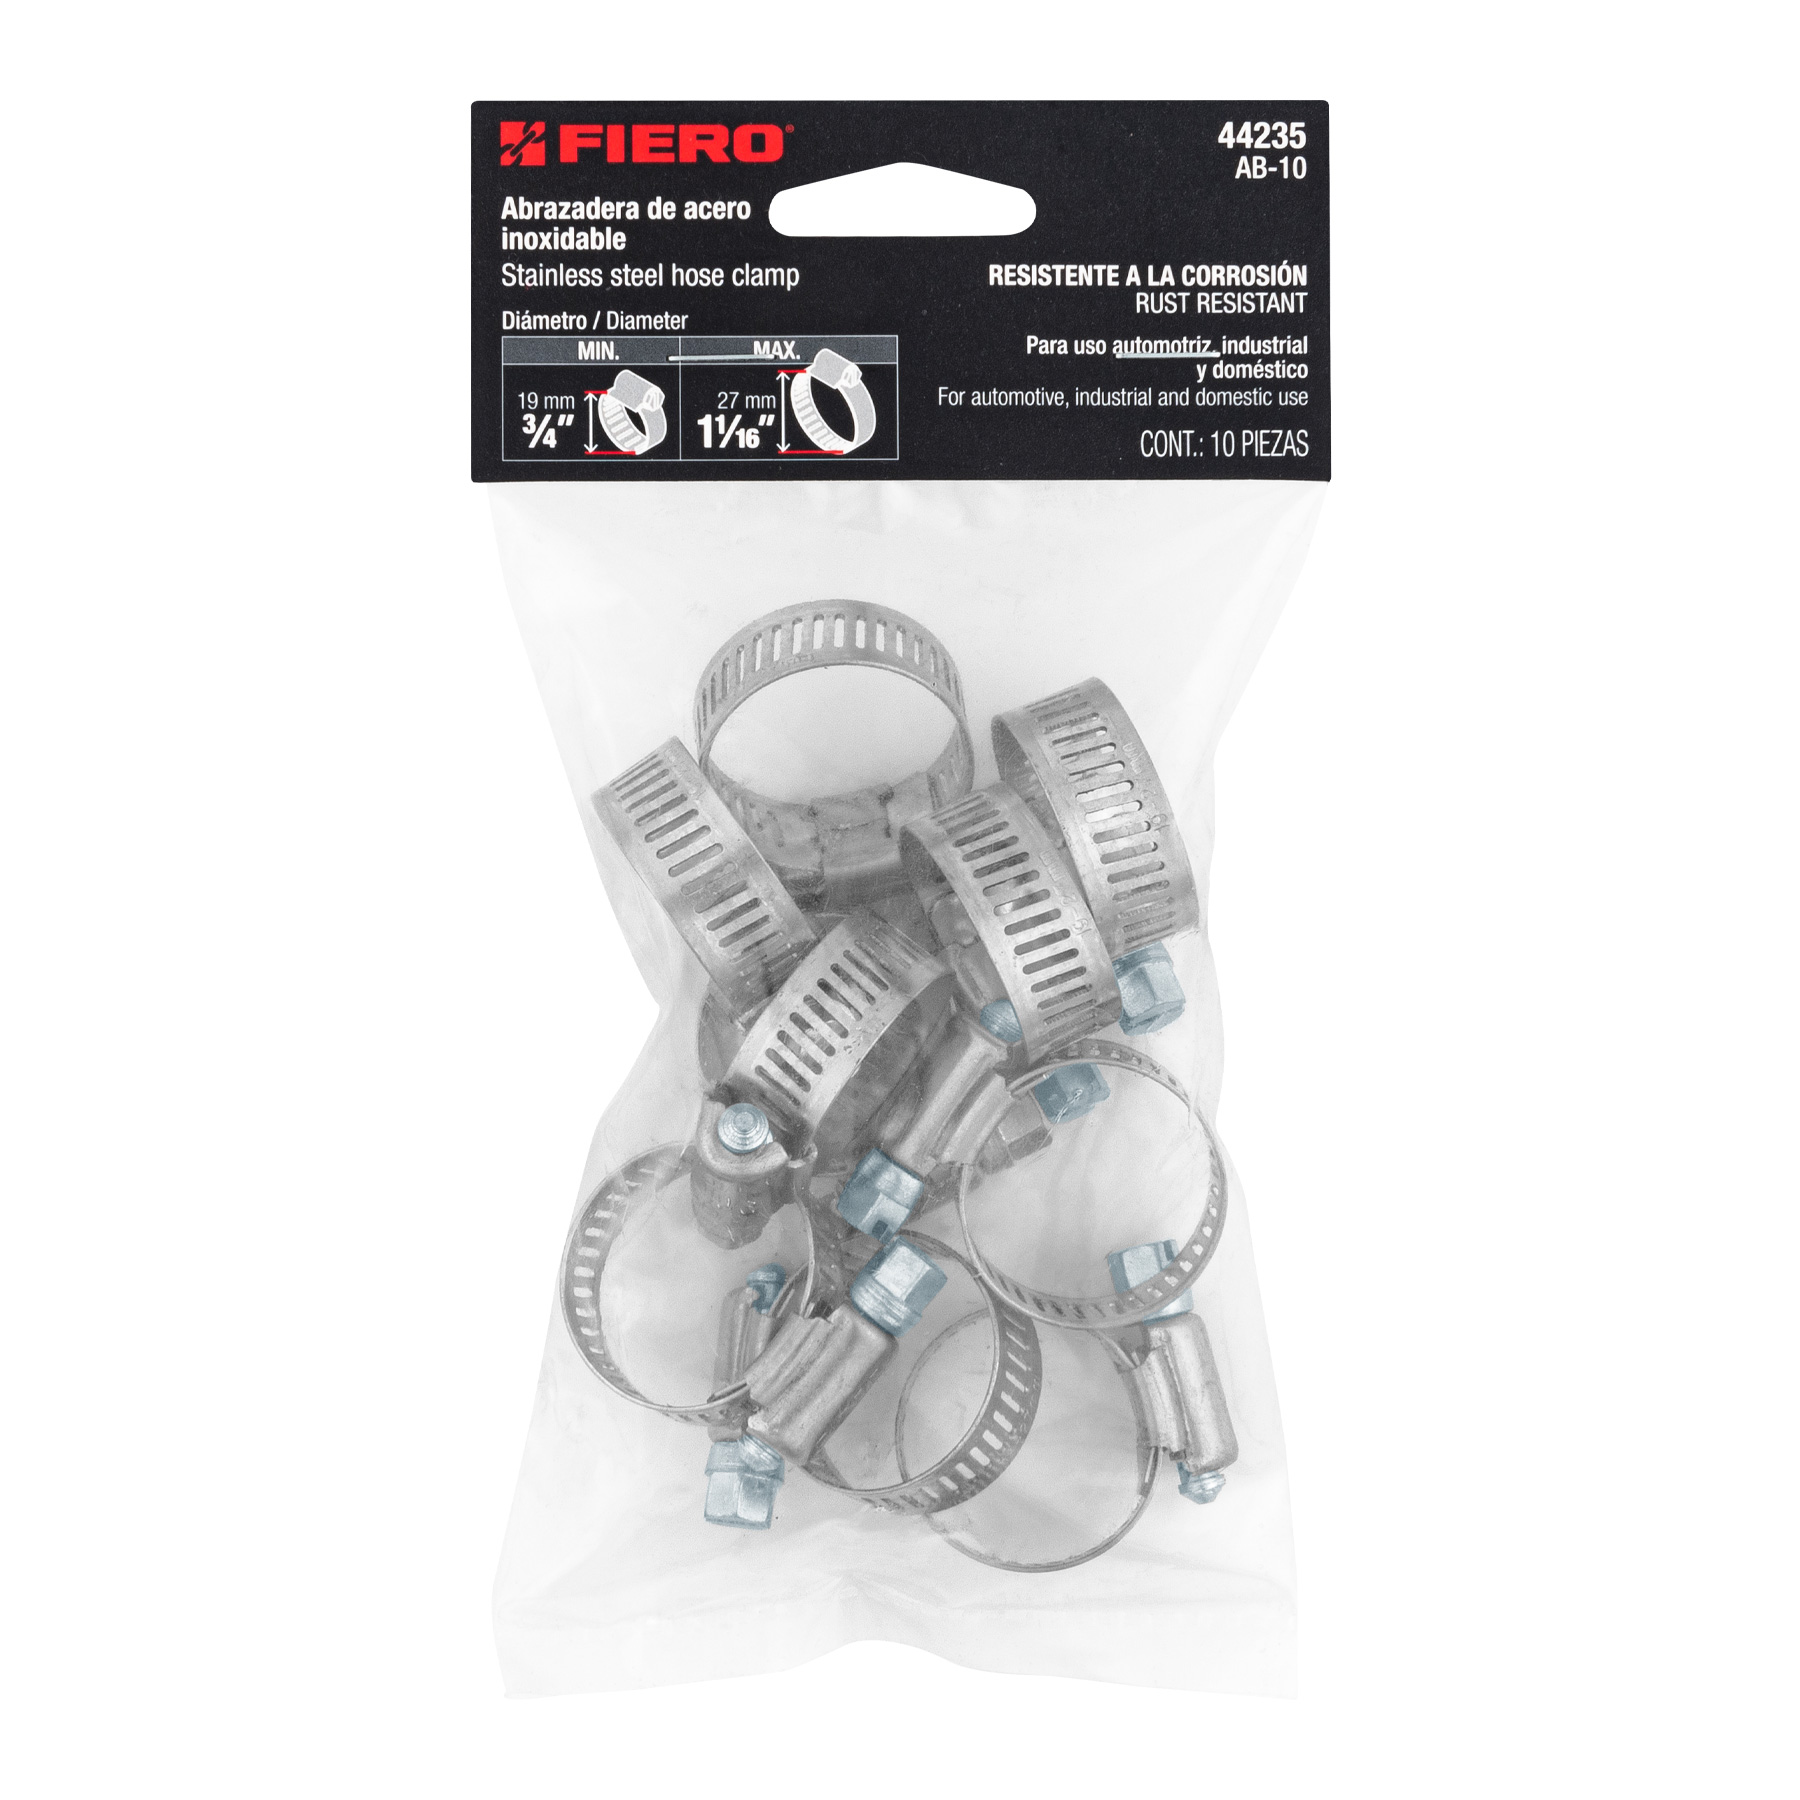 FIERO®
44235
AB-10
Abrazadera de acero
inoxidable
Stainless steel hose clamp
Diámetro / Diameter
MIN.
MAX.
19 mm
3/4"
27 mm
1 1/16"
RESISTENTE A LA CORROSIÓN
RUST RESISTANT
Para uso automotriz, industrial
y doméstico
For automotive, industrial and domestic use
CONT.: 10 PIEZAS